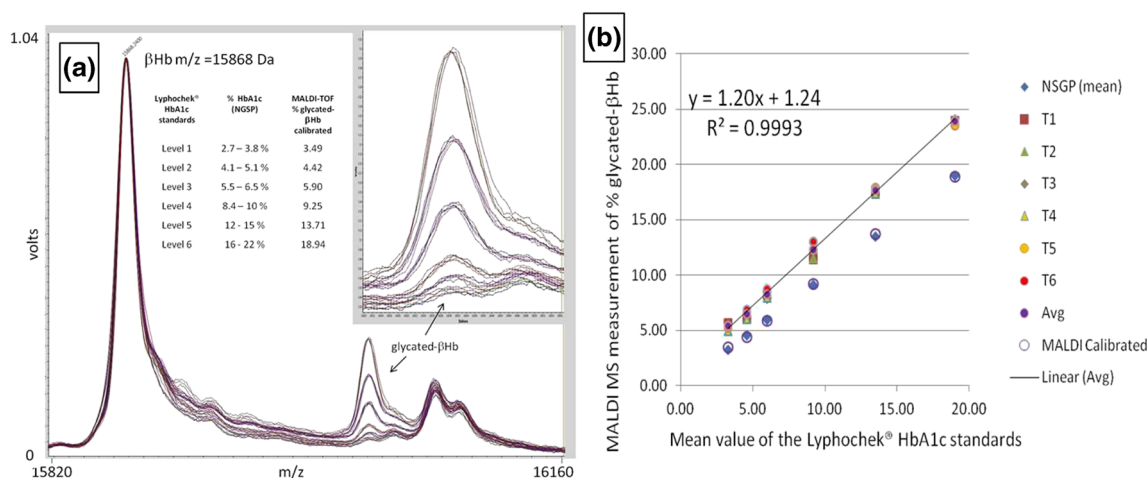 1.04
(a)
15868.2400
βHb m/z =15868 Da
Lyphochek® HbA1c standards
% HbA1c (NGSP)
MALDI-TOF % glycated-βHb calibrated
Level 1 2.7 – 3.8 % 3.49
Level 2 4.1 – 5.1 % 4.42
Level 3 5.5 – 6.5 % 5.90
Level 4 8.4 – 10 % 9.25
Level 5 12 - 15 % 13.71
Level 6 16 - 22 % 18.94
volts
glycated-βHb
0
15820
m/z
16160
(b)
MALDI MS measurement of % glycated-βHb
30.00
25.00
20.00
15.00
10.00
5.00
0.00
y = 1.20x + 1.24
R² = 0.9993
0.00 5.00 10.00 15.00 20.00
Mean value of the Lyphochek® HbA1c standards
NSGP (mean)
T1
T2
T3
T4
T5
T6
Avg
MALDI Calibrated
Linear (Avg)